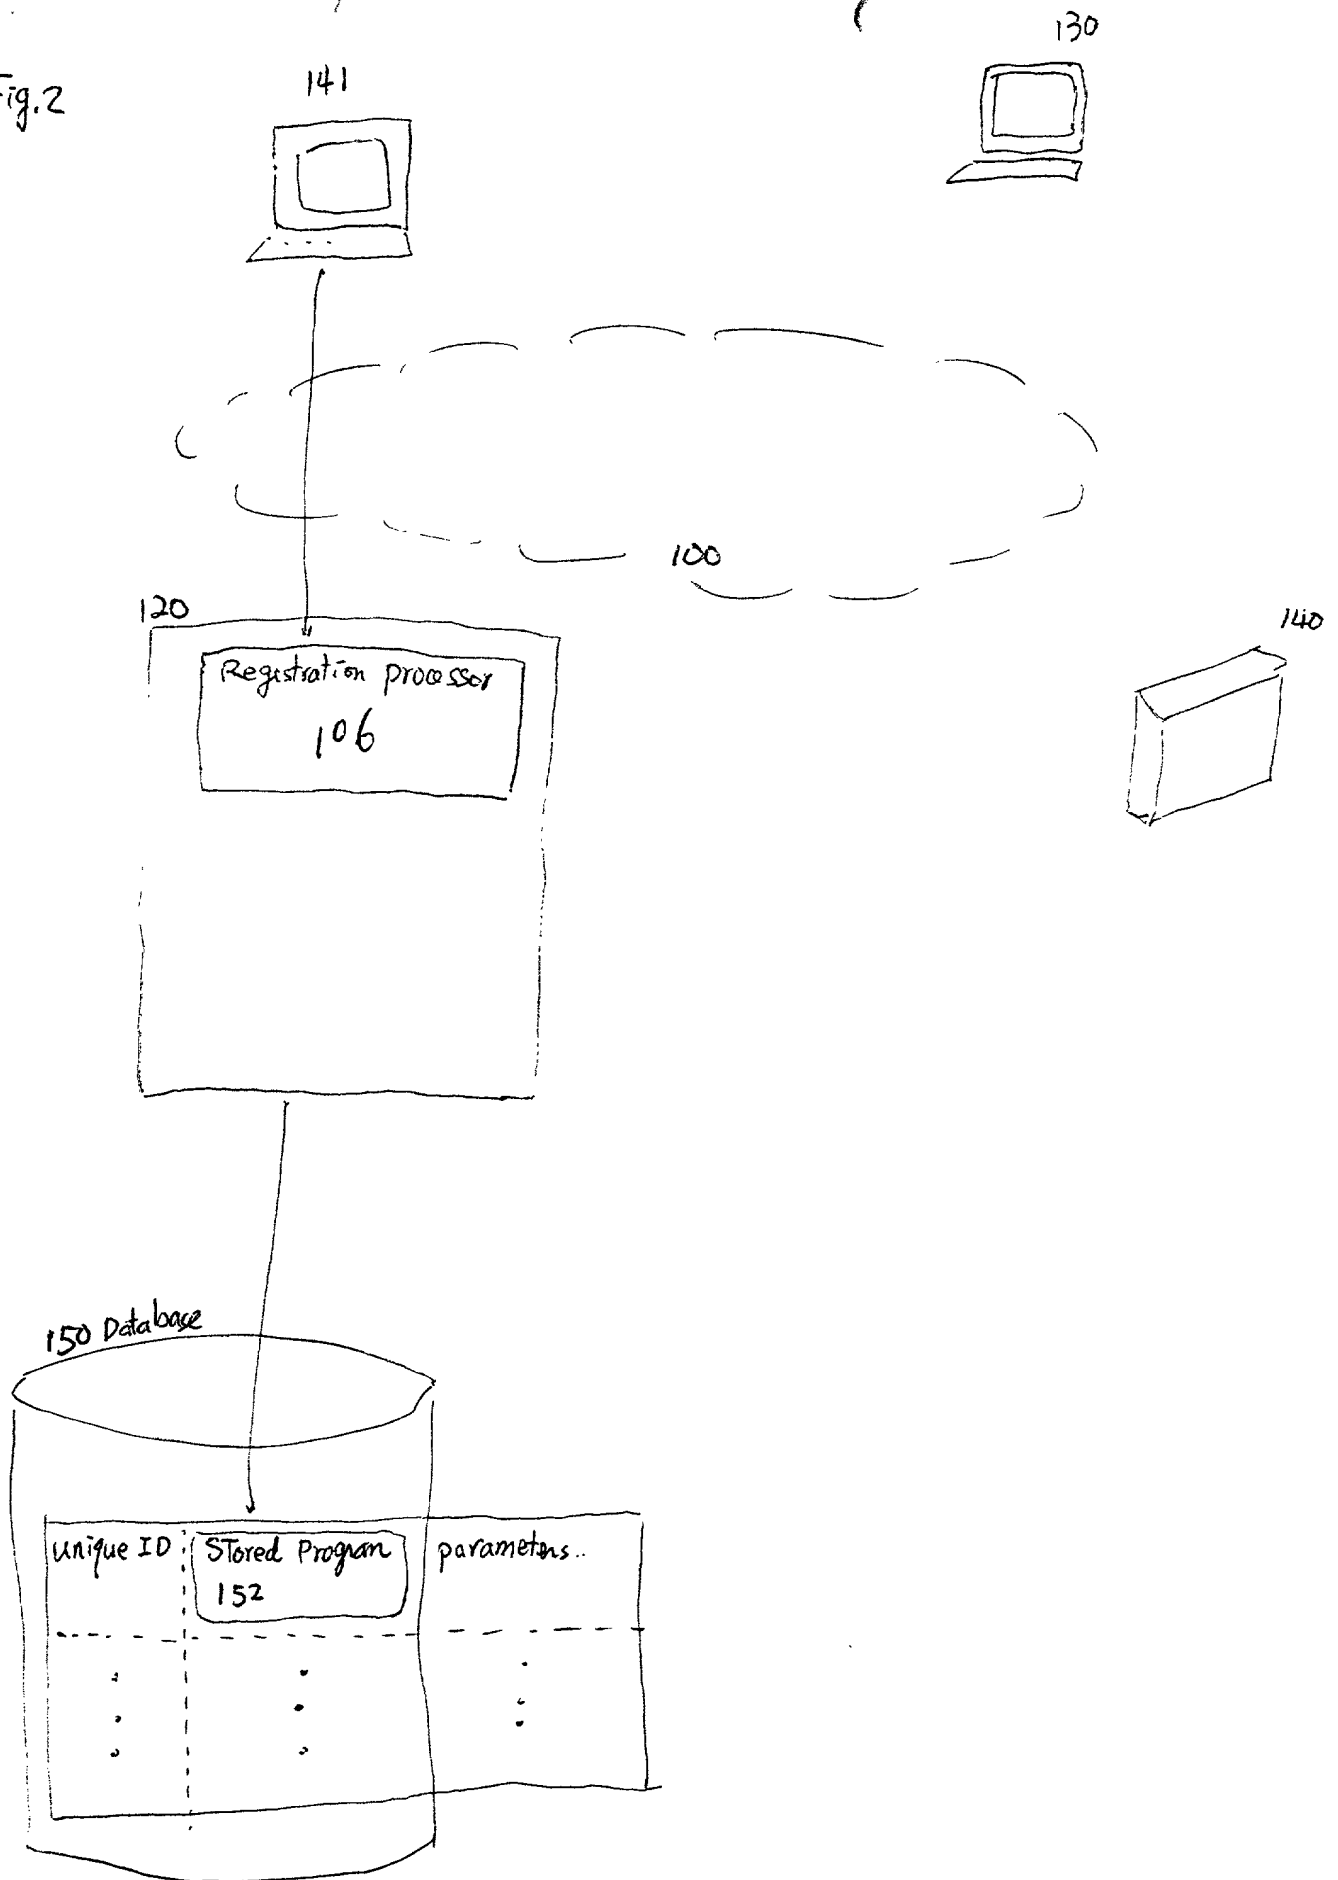 130
Fig.2
141
100
120
140
Registration processor
106
150 Database
unique ID
Stored Program
152
parameters..